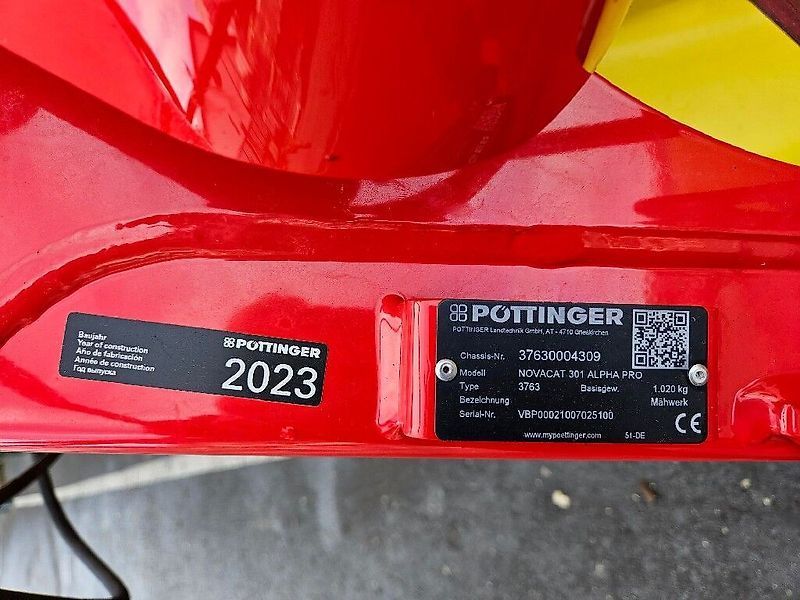 Baujahr
Year of construction
Año de fabricación
Année de construction
Год выпуска
PÖTTINGER
2023
PÖTTINGER
PÖTTINGER Landtechnik GmbH, AT - 4710 Grieskirchen
Chassis-Nr. 37630004309
Modell NOVACAT 301 ALPHA PRO
Type 3763 Basisgew. 1.020 kg
Bezeichnung Mähwerk
Serial-Nr. VBP00021007025100
CE
www.mypoettinger.com 51-DE